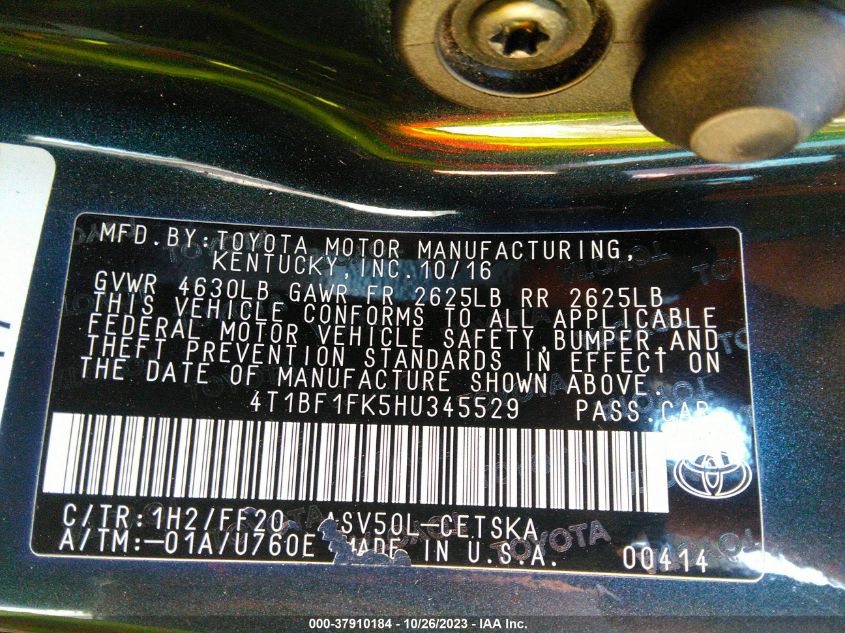 MFD.BY:TOYOTA MOTOR MANUFACTURING,
KENTUCKY,INC.10/16
GVWR 4630LB GAWR FR 2625LB RR 2625LB
THIS VEHICLE CONFORMS TO ALL APPLICABLE
FEDERAL MOTOR VEHICLE SAFETY,BUMPER,AND
THEFT PREVENTION STANDARDS IN EFFECT ON
THE DATE OF MANUFACTURE SHOWN ABOVE.
4T1BF1FK5HU345529 PASS.CAR
C/TR:1H2/FF20 ASV50L-CETSKA
A/TM:-01A/U760E MADE IN U.S.A. 00414
000-37910184 - 10/26/2023 - IAA Inc.